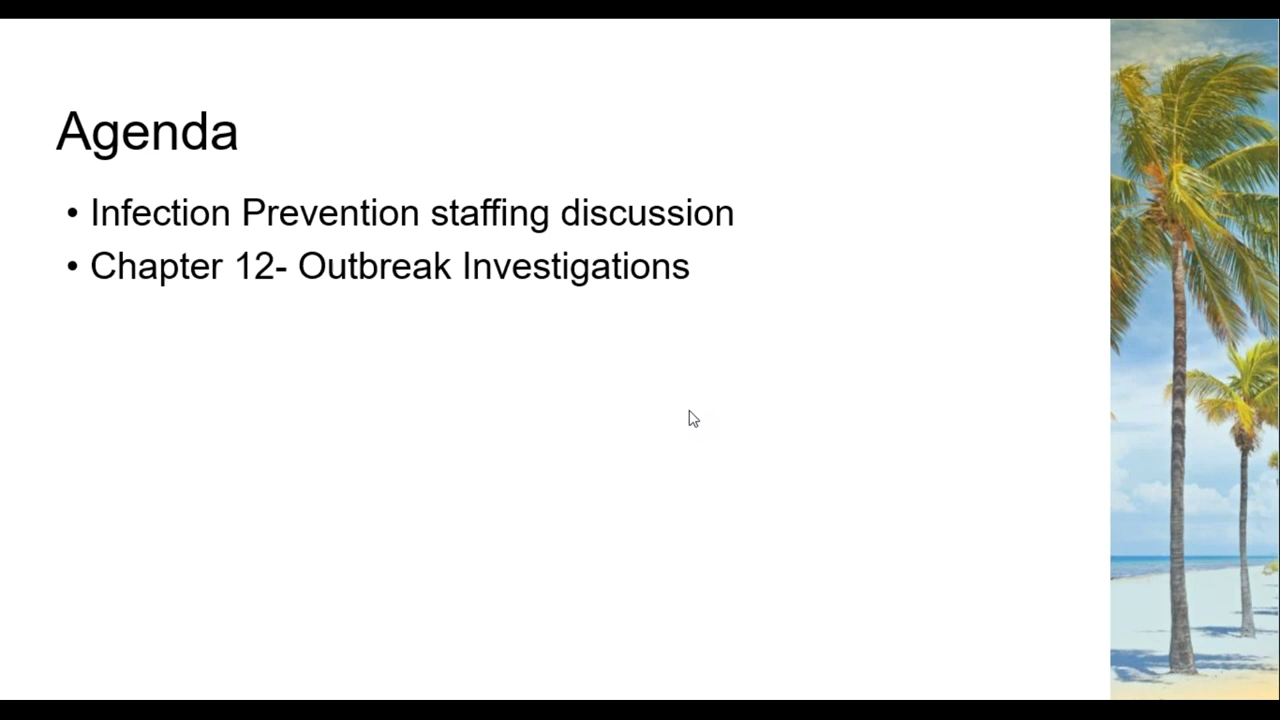 Agenda
• Infection Prevention staffing discussion
• Chapter 12- Outbreak Investigations